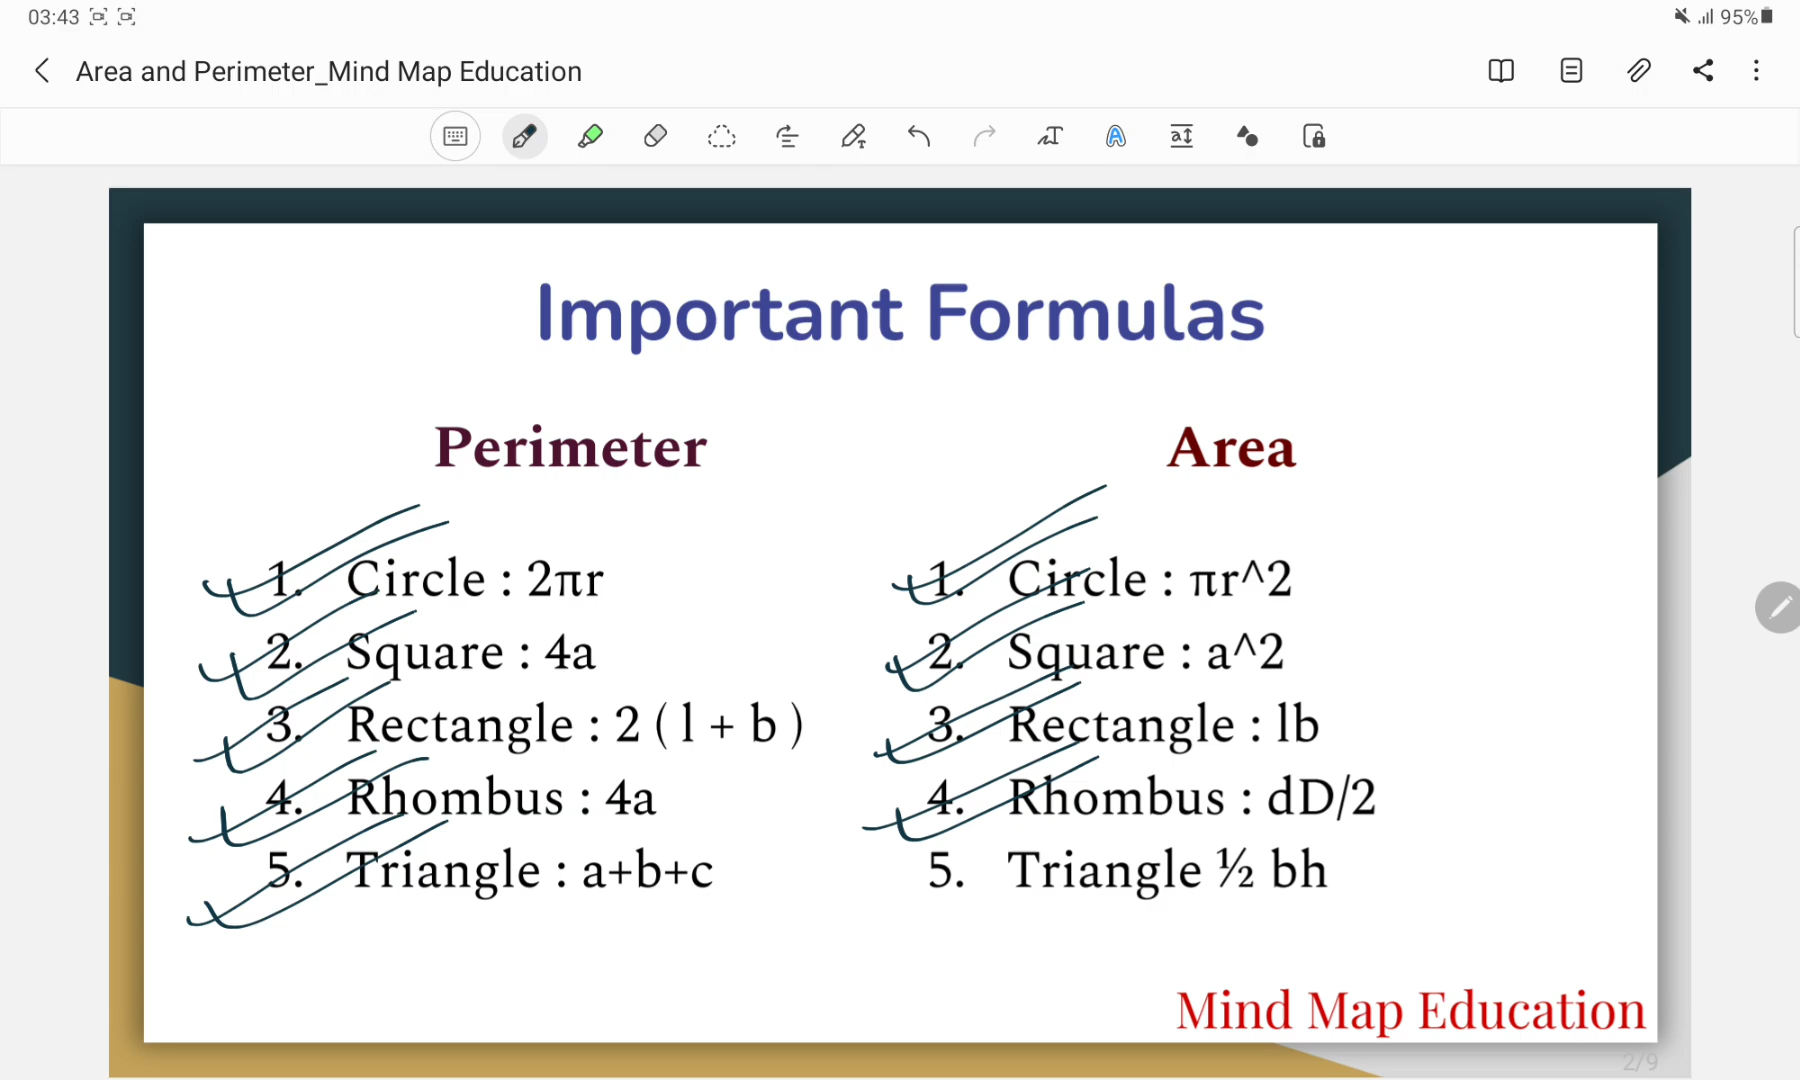 03:43
95%
Area and Perimeter_Mind Map Education
Important Formulas
Perimeter
1. Circle : 2πr
2. Square : 4a
3. Rectangle : 2 ( l + b )
4. Rhombus : 4a
5. Triangle : a+b+c
Area
1. Circle : πr^2
2. Square : a^2
3. Rectangle : lb
4. Rhombus : dD/2
5. Triangle ½ bh
Mind Map Education
2/9